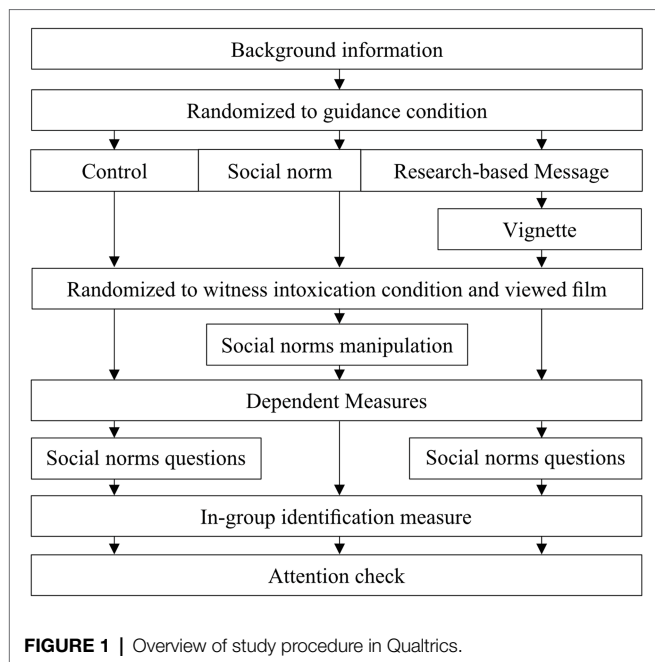 Background information
Randomized to guidance condition
Control Social norm Research-based Message
Vignette
Randomized to witness intoxication condition and viewed film
Social norms manipulation
Dependent Measures
Social norms questions Social norms questions
In-group identification measure
Attention check
FIGURE 1 | Overview of study procedure in Qualtrics.